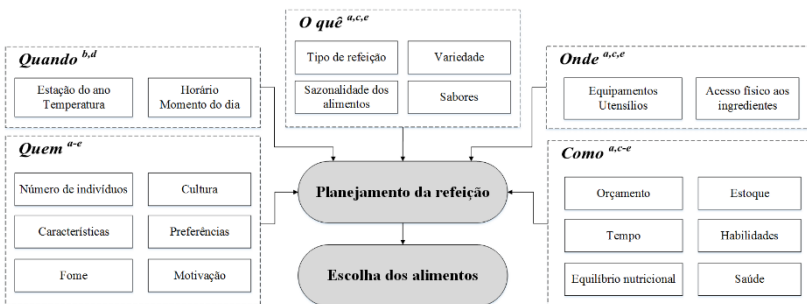 O quê a,c,e
Tipo de refeição
Variedade
Sazonalidade dos
alimentos
Sabores
Quando b,d
Estação do ano
Temperatura
Horário
Momento do dia
Onde a,c,e
Equipamentos
Utensílios
Acesso físico aos
ingredientes
Quem a-e
Número de indivíduos
Cultura
Características
Preferências
Fome
Motivação
Planejamento da refeição
Escolha dos alimentos
Como a,c-e
Orçamento
Estoque
Tempo
Habilidades
Equilíbrio nutricional
Saúde